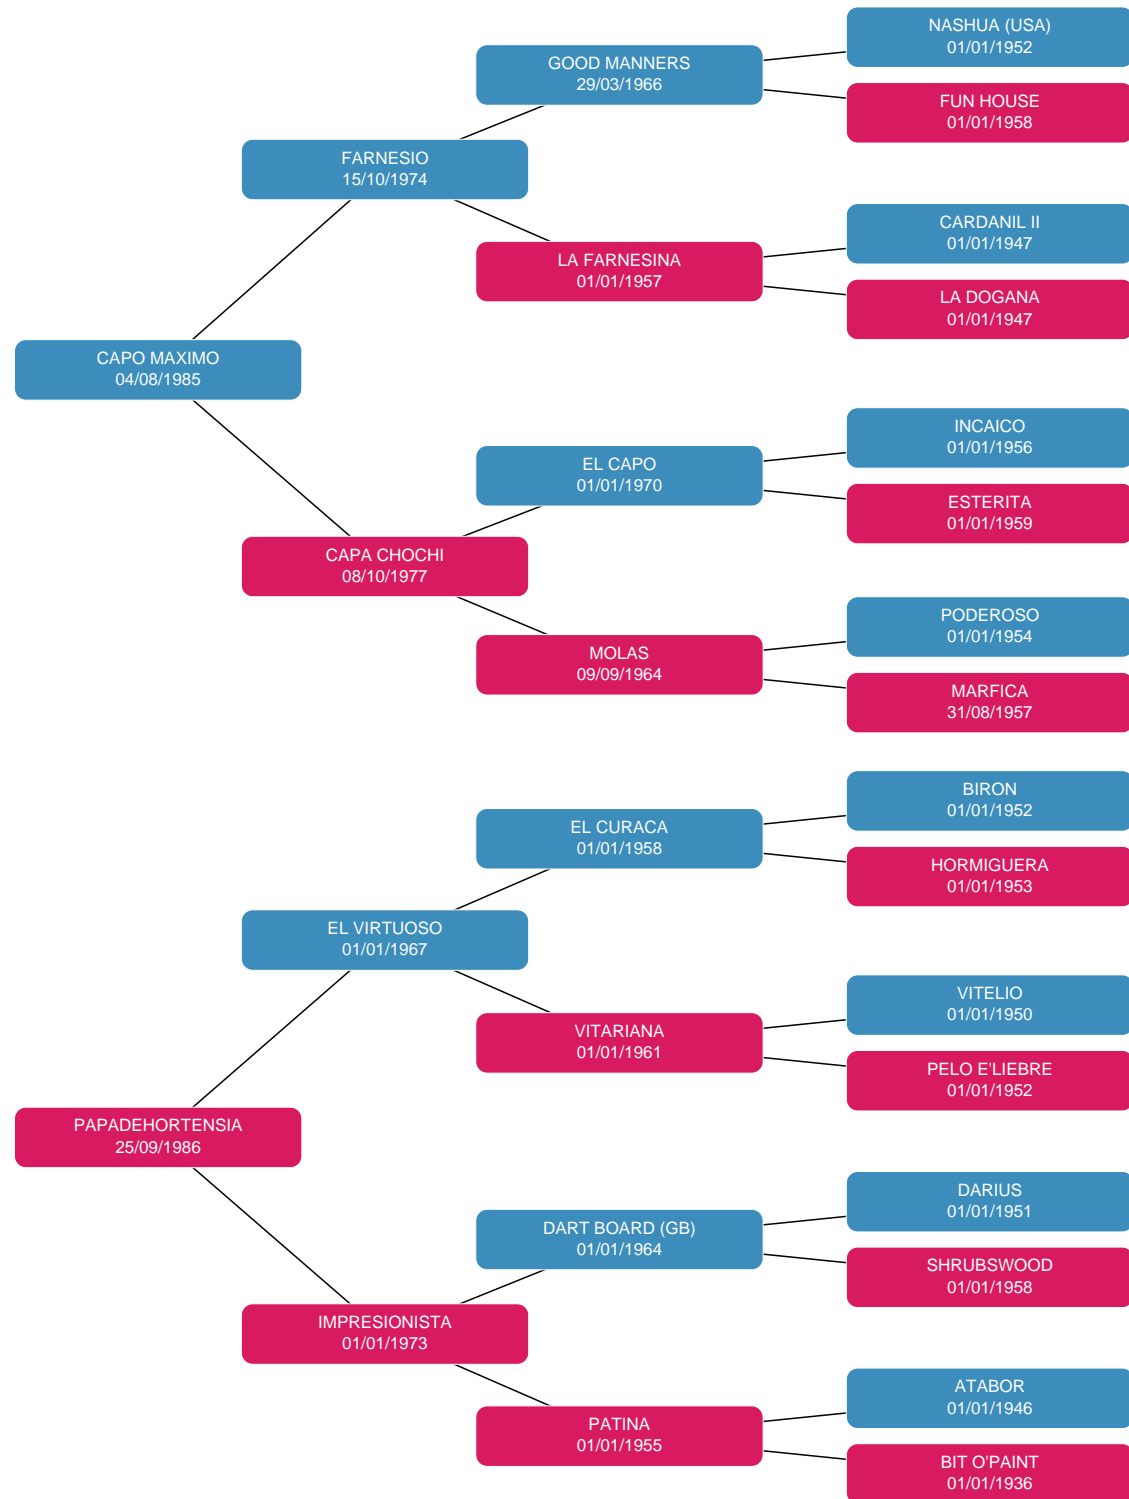 NASHUA (USA)
01/01/1952
GOOD MANNERS
29/03/1966
FUN HOUSE
01/01/1958
FARNESIO
15/10/1974
CARDANIL II
01/01/1947
LA FARNESINA
01/01/1957
LA DOGANA
01/01/1947
CAPO MAXIMO
04/08/1985
INCAICO
01/01/1956
EL CAPO
01/01/1970
ESTERITA
01/01/1959
CAPA CHOCHI
08/10/1977
PODEROSO
01/01/1954
MOLAS
09/09/1964
MARFICA
31/08/1957
BIRON
01/01/1952
EL CURACA
01/01/1958
HORMIGUERA
01/01/1953
EL VIRTUOSO
01/01/1967
VITELIO
01/01/1950
VITARIANA
01/01/1961
PELO E'LIEBRE
01/01/1952
PAPADEHORTENSIA
25/09/1986
DARIUS
01/01/1951
DART BOARD (GB)
01/01/1964
SHRUBSWOOD
01/01/1958
IMPRESIONISTA
01/01/1973
ATABOR
01/01/1946
PATINA
01/01/1955
BIT O'PAINT
01/01/1936